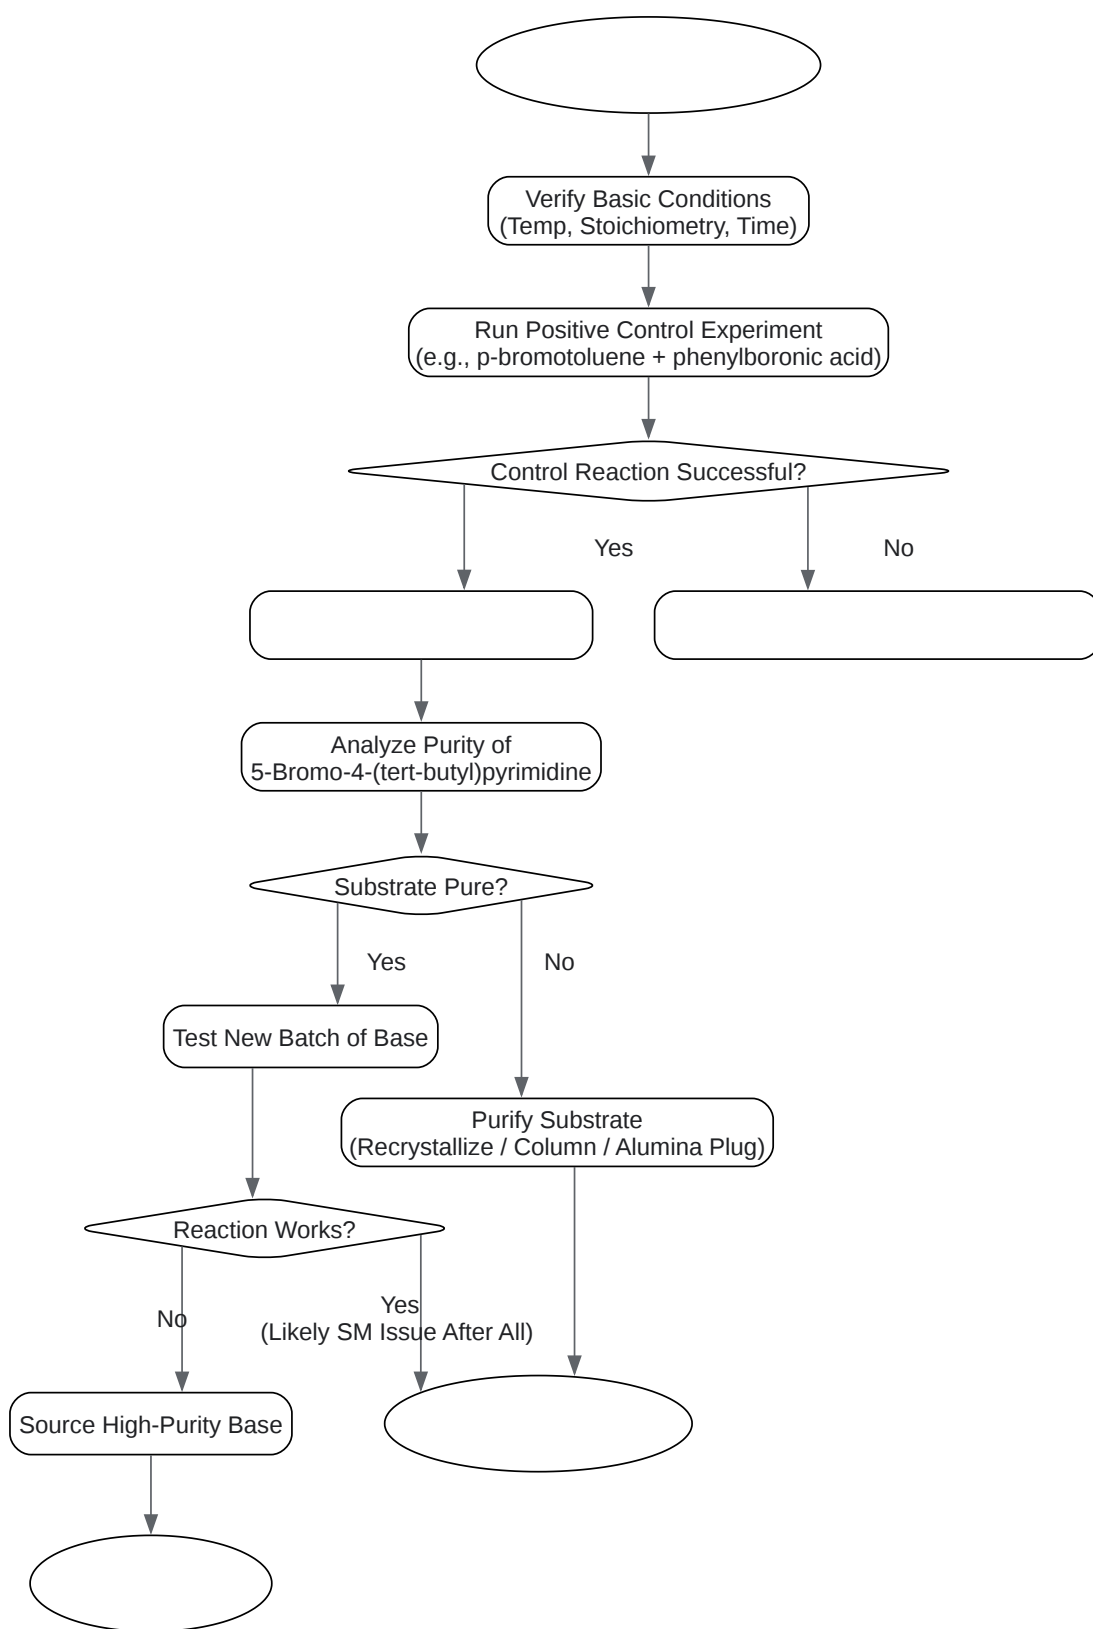 Verify Basic Conditions
(Temp, Stoichiometry, Time)
Run Positive Control Experiment
(e.g., p-bromotoluene + phenylboronic acid)
Control Reaction Successful?
Yes
No
Analyze Purity of
5-Bromo-4-(tert-butyl)pyrimidine
Substrate Pure?
Yes
No
Test New Batch of Base
Purify Substrate
(Recrystallize / Column / Alumina Plug)
Reaction Works?
No
Yes
(Likely SM Issue After All)
Source High-Purity Base